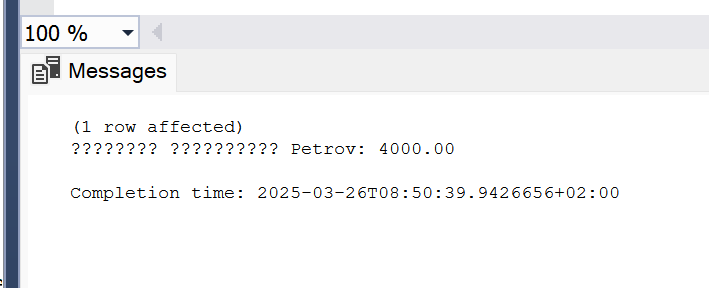 100 %
Messages
(1 row affected)
???????? ?????????? Petrov: 4000.00
Completion time: 2025-03-26T08:50:39.9426656+02:00